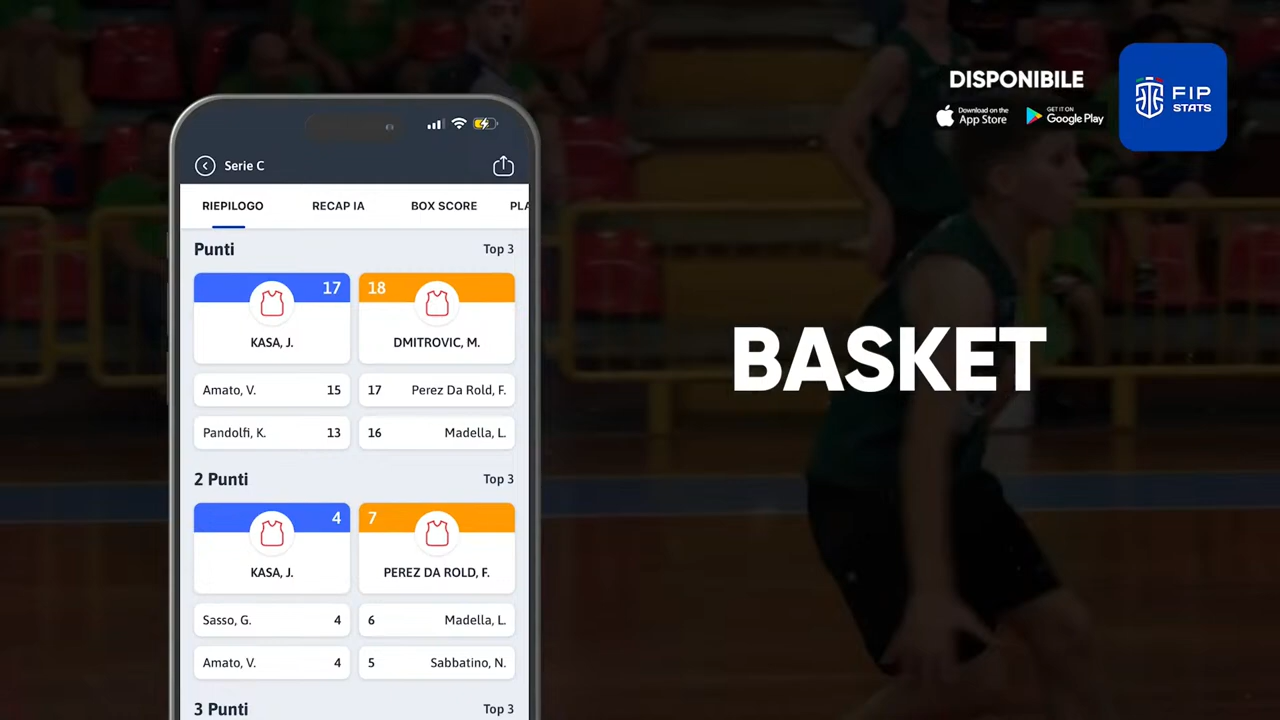 DISPONIBILE
Download on the
App Store
GET IT ON
Google Play
FIP
STATS
Serie C
RIEPILOGO
RECAP IA
BOX SCORE
PLA
Punti
Top 3
17
18
KASA, J.
DMITROVIC, M.
Amato, V. 15
17 Perez Da Rold, F.
Pandolfi, K. 13
16 Madella, L.
2 Punti
Top 3
4
7
KASA, J.
PEREZ DA ROLD, F.
Sasso, G. 4
6 Madella, L.
Amato, V. 4
5 Sabbatino, N.
3 Punti
Top 3
BASKET